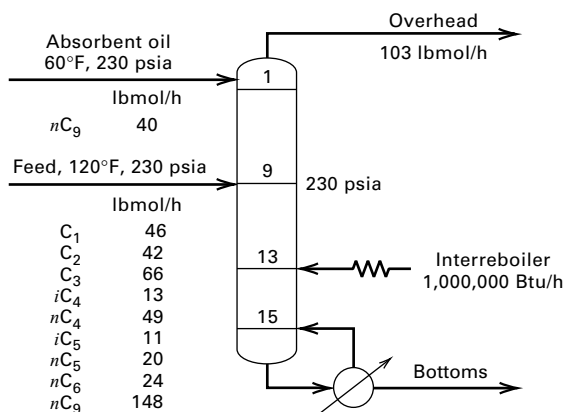 Overhead
103 lbmol/h
Absorbent oil
60°F, 230 psia
lbmol/h
nC9 40
1
Feed, 120°F, 230 psia
9
230 psia
lbmol/h
C1 46
C2 42
C3 66
iC4 13
nC4 49
iC5 11
nC5 20
nC6 24
nC9 148
13
Interreboiler
1,000,000 Btu/h
15
Bottoms